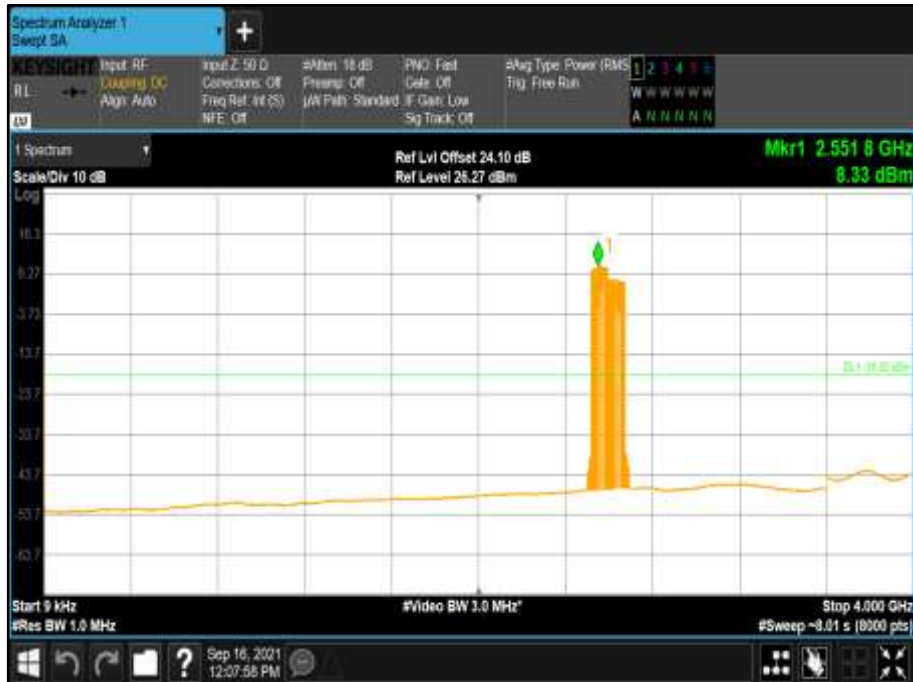 Spectrum Analyzer 1
Swept SA
+
KEYSIGHT
RL
Input: RF
Coupling: DC
Align: Auto
Input Z: 50 Ω
Corrections: Off
Freq Ref: Int (S)
NFE: Off
#Atten: 18 dB
Preamp: Off
µW Path: Standard
PNO: Fast
Gate: Off
IF Gain: Low
Sig Track: Off
#Avg Type: Power (RMS
Trig: Free Run
1 2 3 4 5 6
W W W W W W
A N N N N N
1 Spectrum
Scale/Div 10 dB
Log
Ref Lvl Offset 24.10 dB
Ref Level 26.27 dBm
Mkr1 2.551 8 GHz
8.33 dBm
16.3
6.27
-3.73
-13.7
-23.7
-33.7
-43.7
-53.7
-63.7
1
Start 9 kHz
#Res BW 1.0 MHz
#Video BW 3.0 MHz*
Stop 4.000 GHz
#Sweep ~8.01 s (8000 pts)
?
Sep 16, 2021
12:07:58 PM